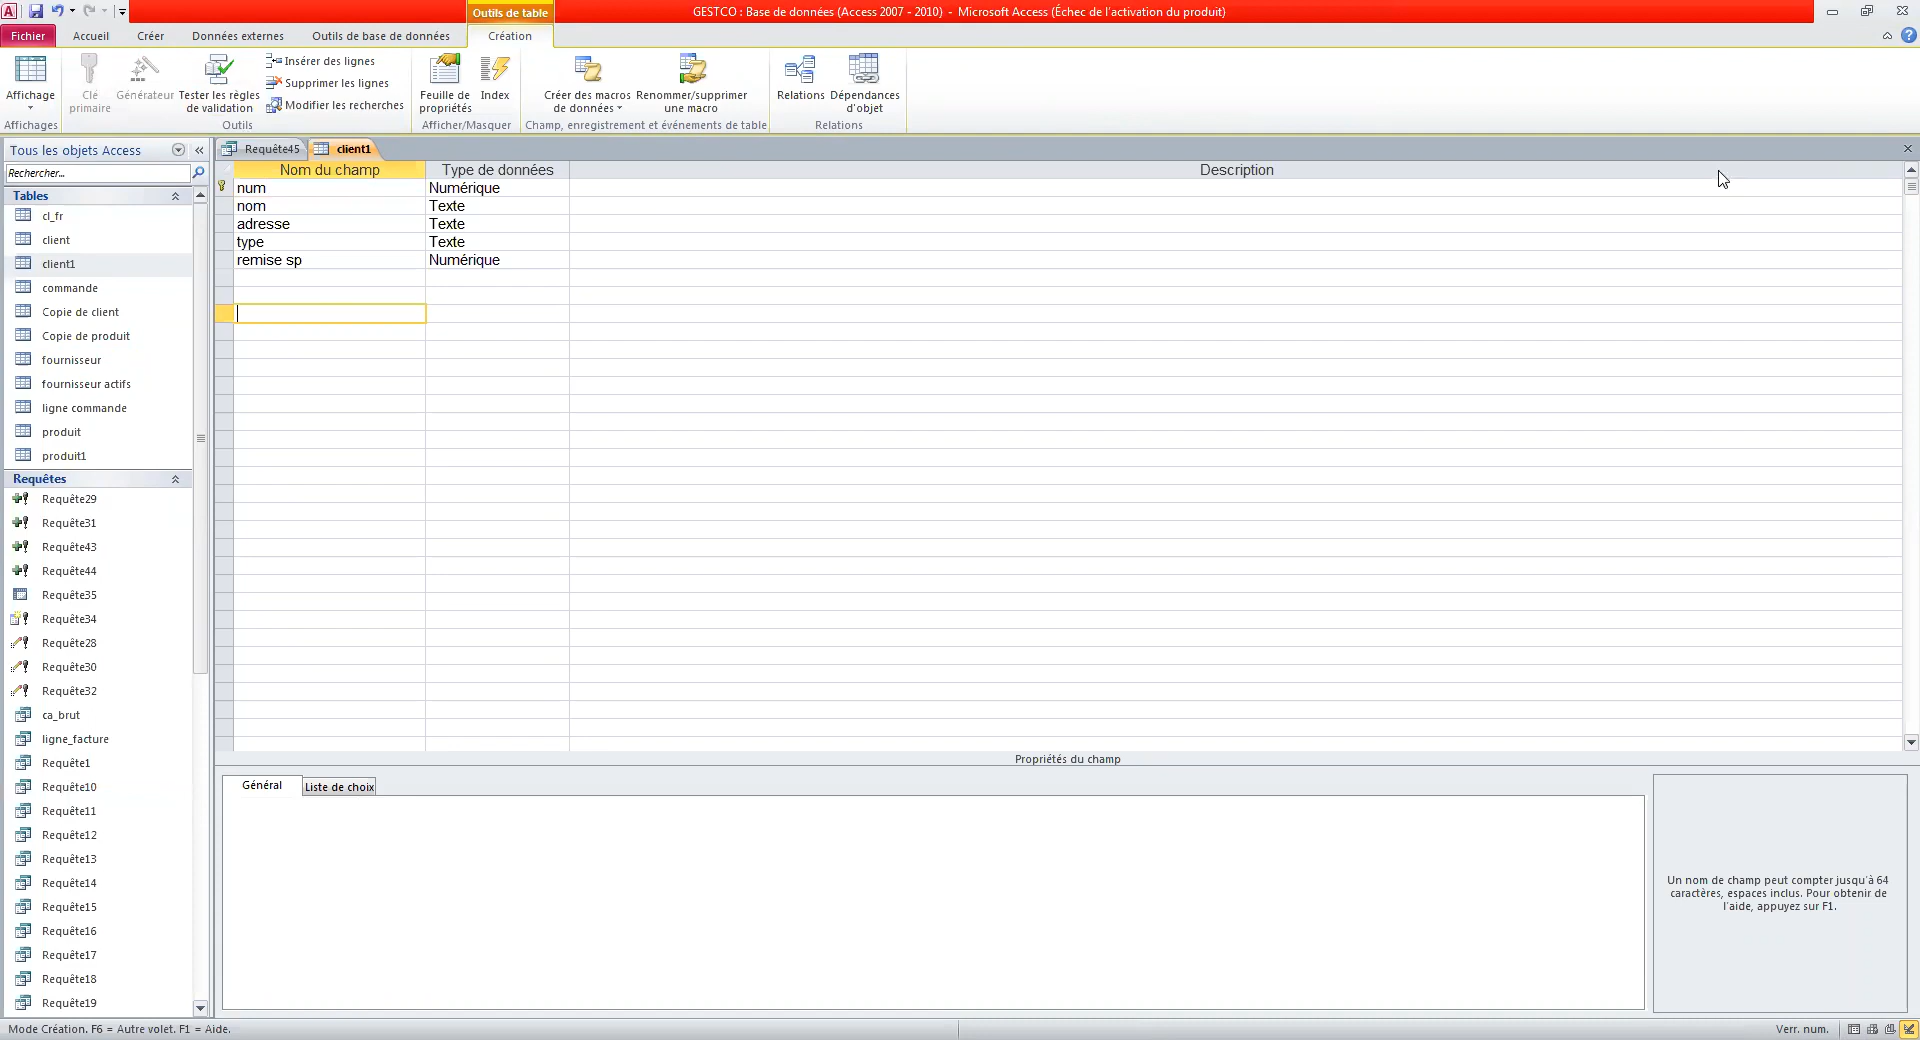 GESTCO : Base de données (Access 2007 - 2010) - Microsoft Access (Échec de l'activation du produit)
Outils de table
Fichier Accueil Créer Données externes Outils de base de données Création
Affichage
Clé primaire
Générateur
Tester les règles de validation
Insérer des lignes
Supprimer les lignes
Modifier les recherches
Feuille de propriétés
Index
Créer des macros de données
Renommer/supprimer une macro
Relations
Dépendances d'objet
Affichages Outils Afficher/Masquer Champ, enregistrement et événements de table Relations
Tous les objets Access
Rechercher...
Tables
cl_fr
client
client1
commande
Copie de client
Copie de produit
fournisseur
fournisseur actifs
ligne commande
produit
produit1
Requêtes
Requête29
Requête31
Requête43
Requête44
Requête35
Requête34
Requête28
Requête30
Requête32
ca_brut
ligne_facture
Requête1
Requête10
Requête11
Requête12
Requête13
Requête14
Requête15
Requête16
Requête17
Requête18
Requête19
Requête45 client1
Nom du champ Type de données Description
num Numérique
nom Texte
adresse Texte
type Texte
remise sp Numérique
Propriétés du champ
Général Liste de choix
Un nom de champ peut compter jusqu'à 64
caractères, espaces inclus. Pour obtenir de
l'aide, appuyez sur F1.
Mode Création. F6 = Autre volet. F1 = Aide.
Verr. num.